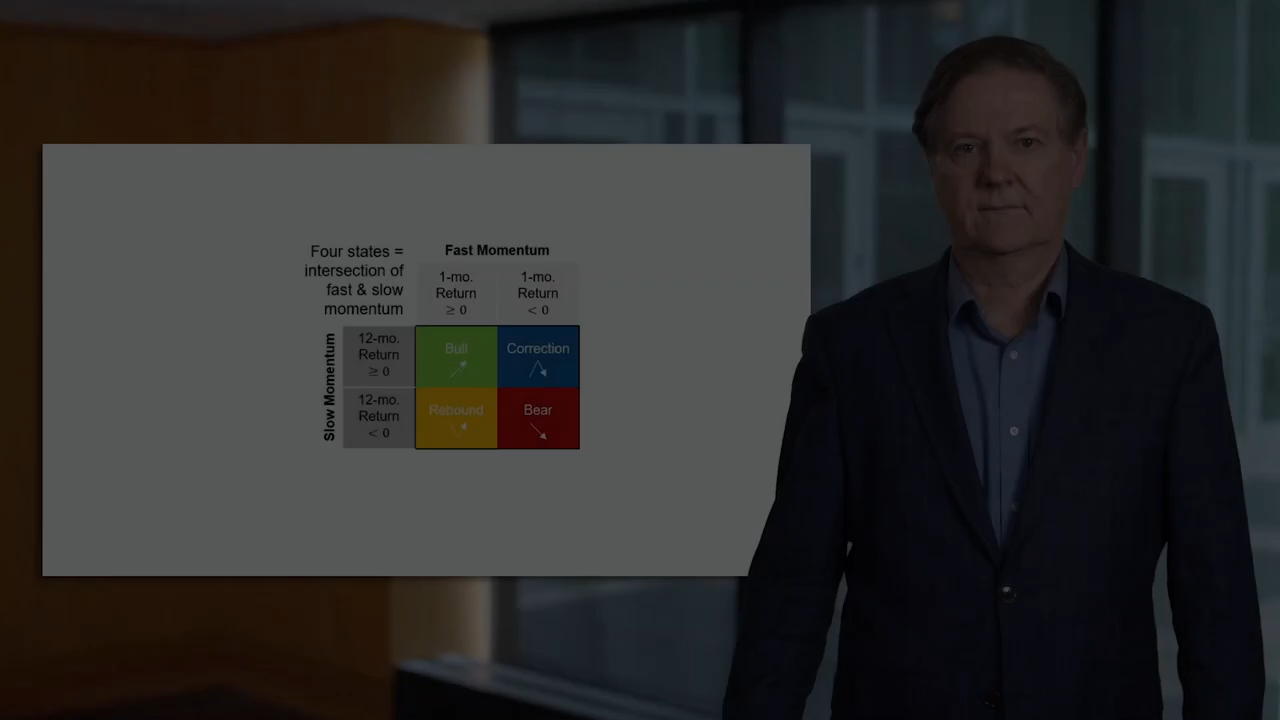 Four states =
intersection of
fast & slow
momentum
Fast Momentum
1-mo.
Return
≥ 0
1-mo.
Return
< 0
Slow Momentum
12-mo.
Return
≥ 0
Bull
Correction
12-mo.
Return
< 0
Rebound
Bear